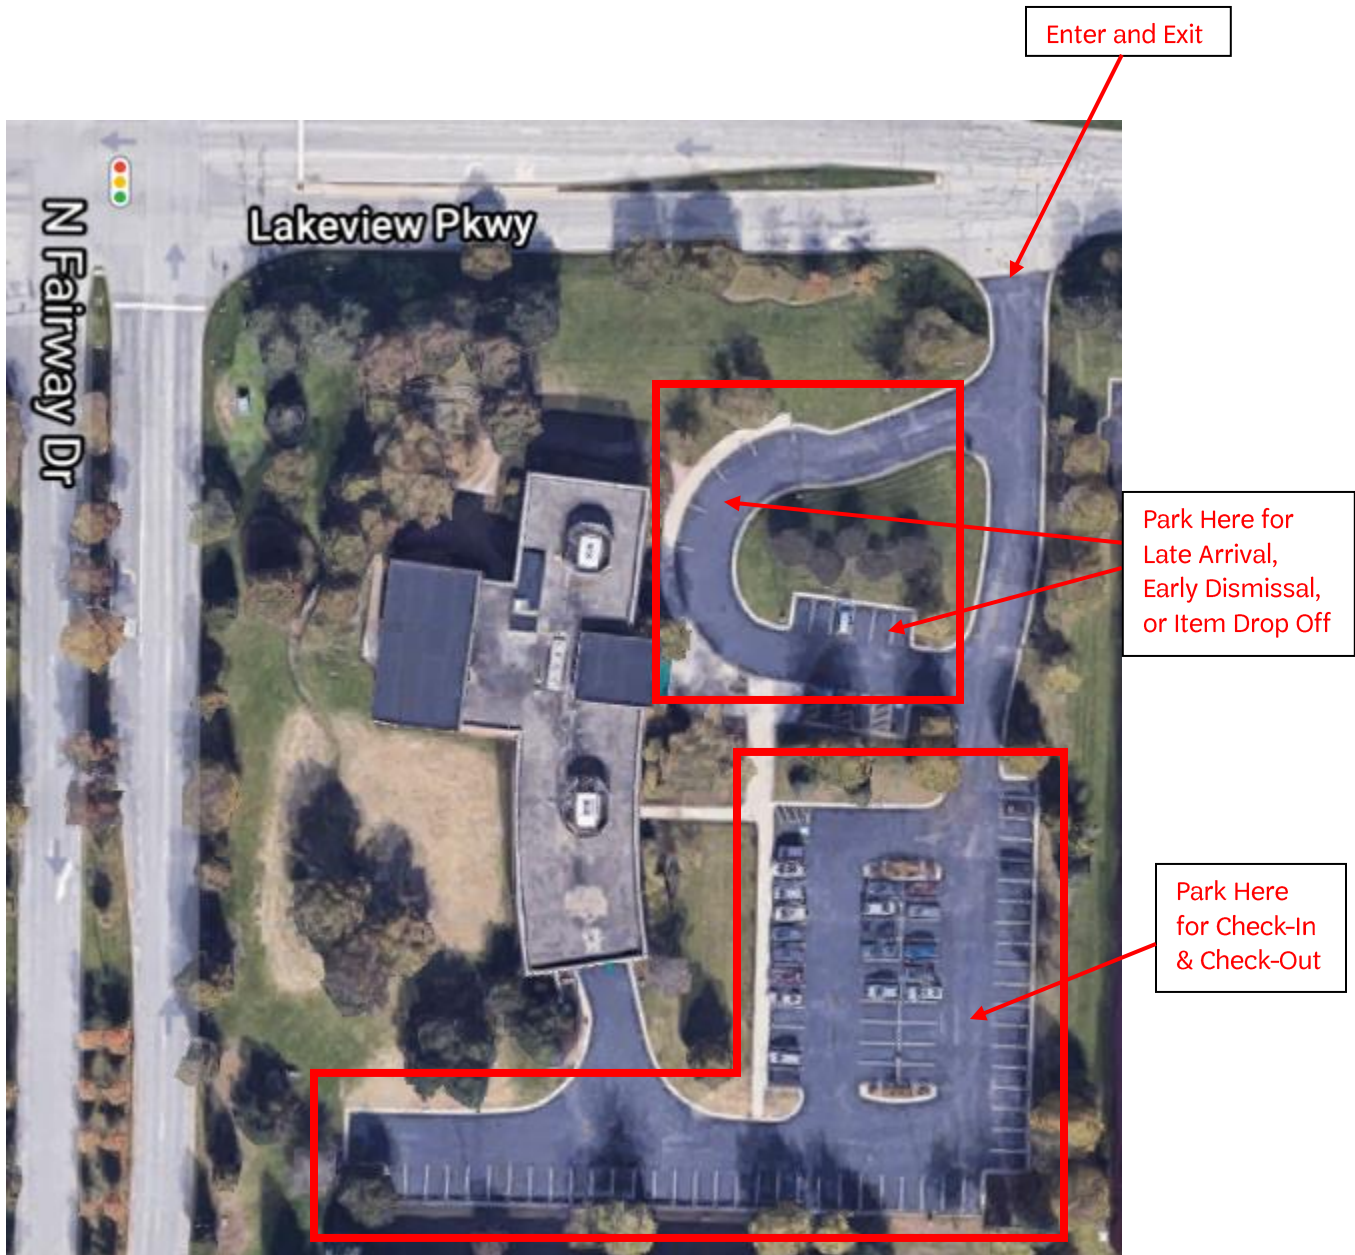 Enter and Exit
Lakeview Pkwy
N Fairway Dr
Park Here for
Late Arrival,
Early Dismissal,
or Item Drop Off
Park Here
for Check-In
& Check-Out